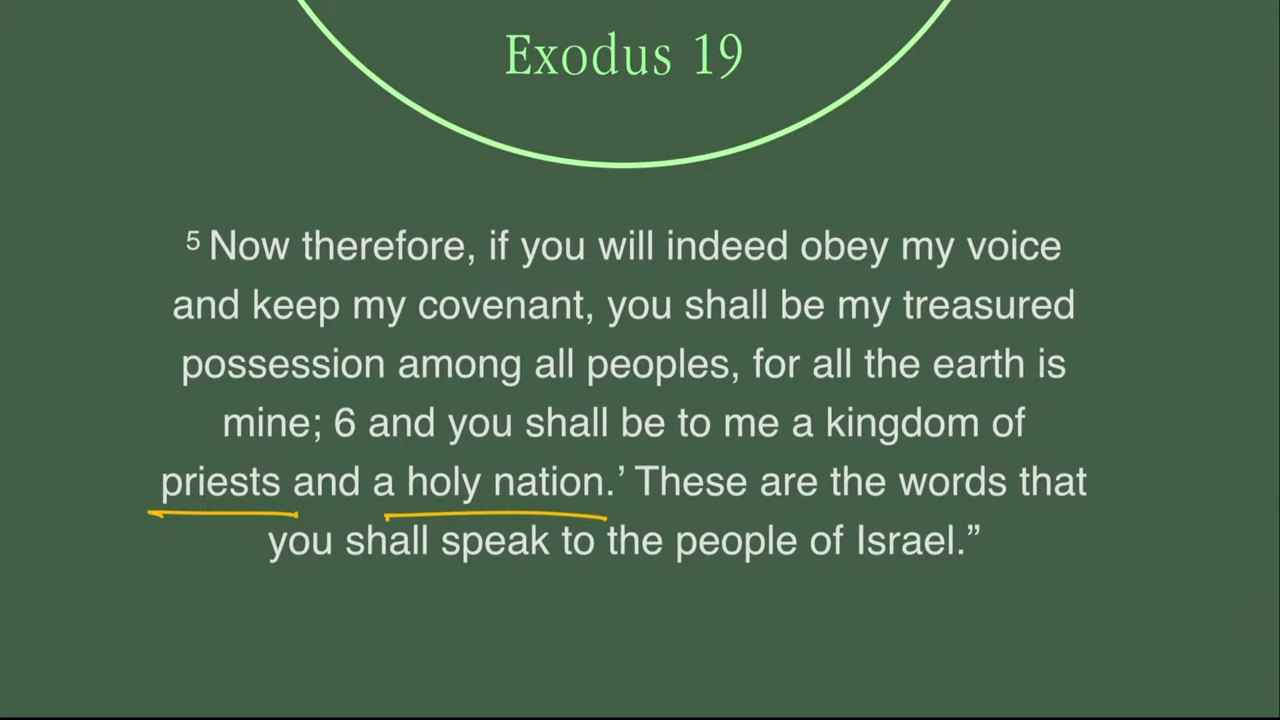 Exodus 19
5 Now therefore, if you will indeed obey my voice
and keep my covenant, you shall be my treasured
possession among all peoples, for all the earth is
mine; 6 and you shall be to me a kingdom of
priests and a holy nation.’ These are the words that
you shall speak to the people of Israel.”